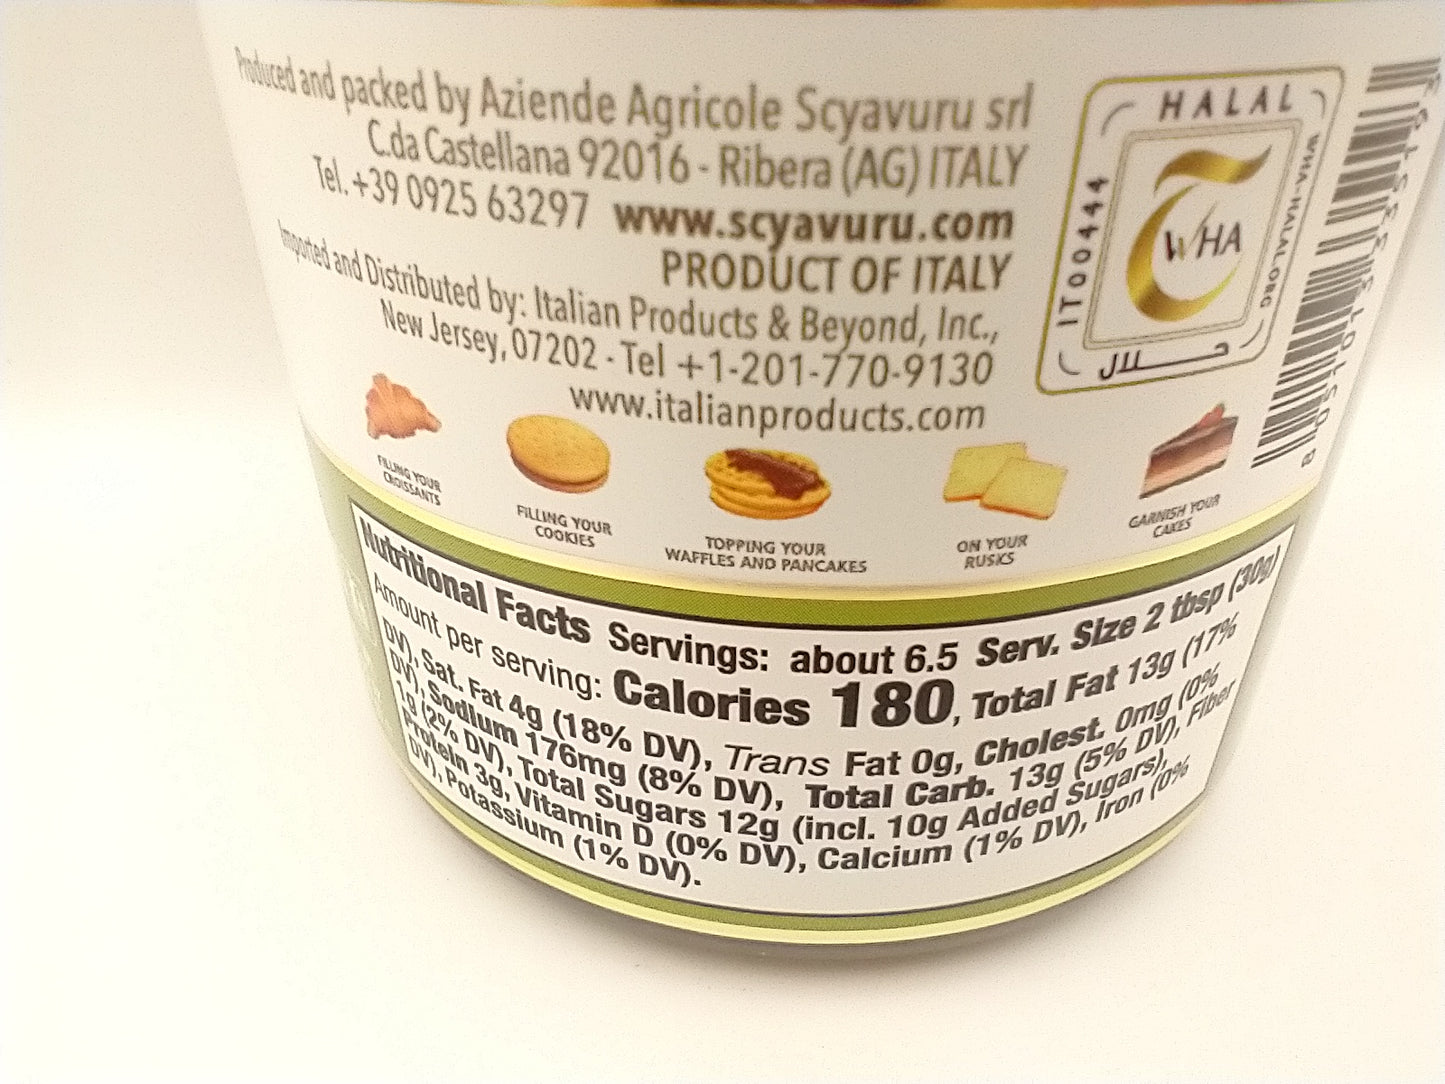 Produced and packed by Aziende Agricole Scyavuru srl
C.da Castellana 92016 - Ribera (AG) ITALY
Tel. +39 0925 63297 www.scyavuru.com
PRODUCT OF ITALY
Imported and Distributed by: Italian Products & Beyond, Inc.,
New Jersey, 07202 - Tel +1-201-770-9130
www.italianproducts.com
HALAL
WHA-HALAL.ORG
IT00444
WHA
حلال
FILLING YOUR
CROISSANTS
FILLING YOUR
COOKIES
TOPPING YOUR
WAFFLES AND PANCAKES
ON YOUR
RUSKS
GARNISH YOUR
CAKES
Nutritional Facts Servings: about 6.5 Serv. Size 2 tbsp (30g)
Amount per serving: Calories 180, Total Fat 13g (17%
DV), Sat. Fat 4g (18% DV), Trans Fat 0g, Cholest. 0mg (0%
DV), Sodium 176mg (8% DV), Total Carb. 13g (5% DV), Fiber
1g (2% DV), Total Sugars 12g (incl. 10g Added Sugars),
Protein 3g, Vitamin D (0% DV), Calcium (1% DV), Iron (0%
DV), Potassium (1% DV).